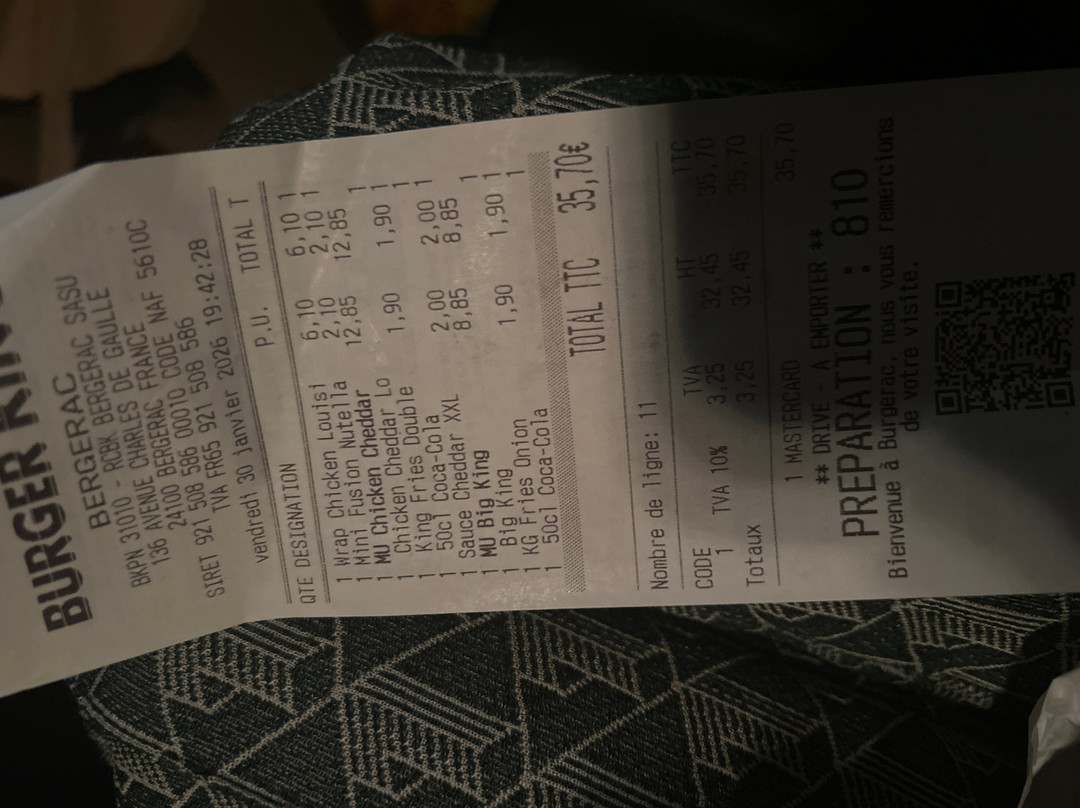 BURGER KING
BERGERAC
BERGERAC SASU
BKPN 31010 - RCBK BERGERAC
136 AVENUE CHARLES DE GAULLE
24100 BERGERAC FRANCE
SIRET 921 508 586 00010 CODE NAF 5610C
TVA FR65 921 508 586
vendredi 30 janvier 2026 19:42:28
QTE DESIGNATION P.U. TOTAL T
1 Wrap Chicken Louisi 6,10 6,10 1
1 Mini Fusion Nutella 2,10 2,10 1
1 MU Chicken Cheddar 12,85 12,85
1 Chicken Cheddar Lo 1
1 King Fries Double 1,90 1,90 1
1 50cl Coca-Cola 1
1 Sauce Cheddar XXL 2,00 2,00 1
1 MU Big King 8,85 8,85
1 Big King 1
1 KG Fries Onion 1,90 1,90 1
1 50cl Coca-Cola 1
TOTAL TTC 35,70€
Nombre de ligne: 11
CODE TVA HT TTC
1 TVA 10% 3,25 32,45 35,70
Totaux 3,25 32,45 35,70
1 MASTERCARD 35,70
** DRIVE - A EMPORTER **
PREPARATION : 810
Bienvenue à Burgerac, nous vous remercions
de votre visite.